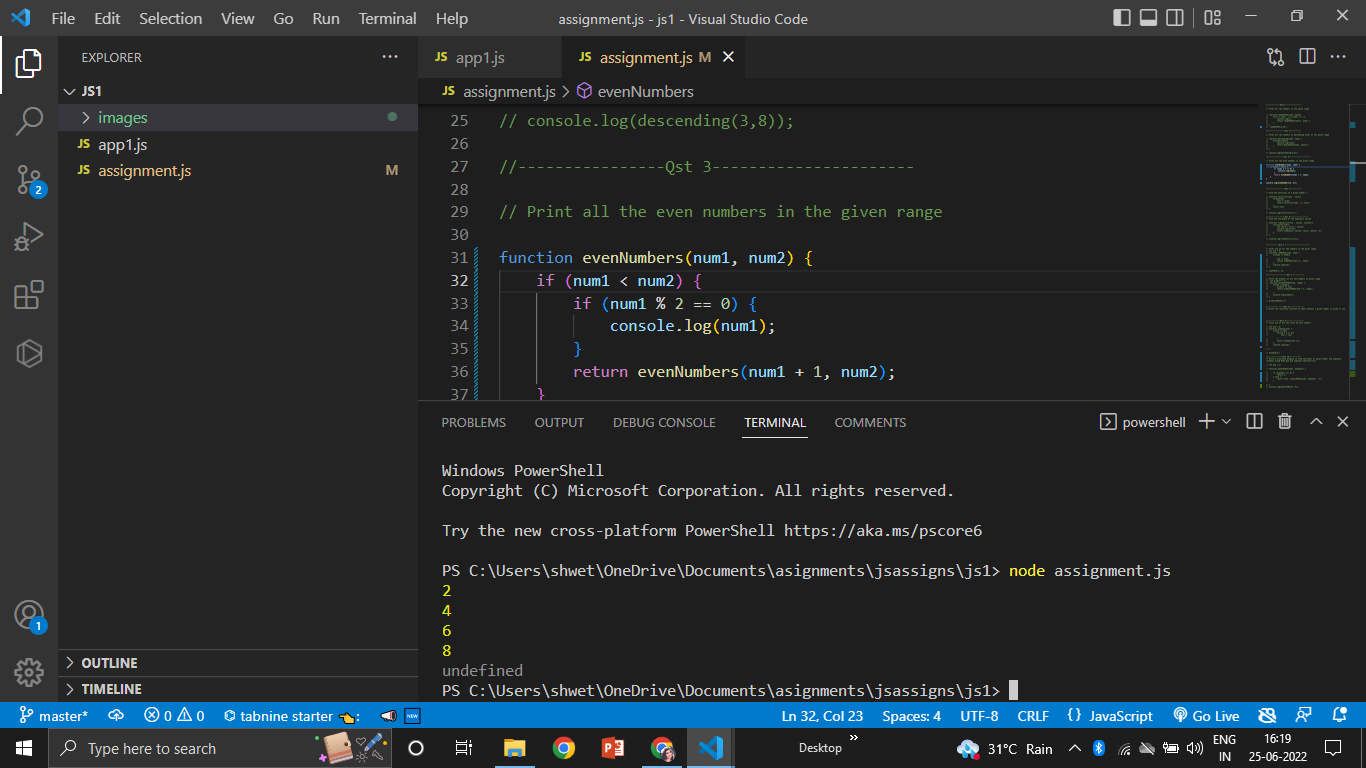 File Edit Selection View Go Run Terminal Help assignment.js - js1 - Visual Studio Code
EXPLORER
JS1
images
JS app1.js
JS assignment.js M
2
1
OUTLINE
TIMELINE
JS app1.js JS assignment.js M
JS assignment.js > evenNumbers
25 // console.log(descending(3,8));
26
27 //----------------Qst 3----------------------
28
29 // Print all the even numbers in the given range
30
31 function evenNumbers(num1, num2) {
32 if (num1 < num2) {
33 if (num1 % 2 == 0) {
34 console.log(num1);
35 }
36 return evenNumbers(num1 + 1, num2);
37 }
PROBLEMS OUTPUT DEBUG CONSOLE TERMINAL COMMENTS powershell
Windows PowerShell
Copyright (C) Microsoft Corporation. All rights reserved.
Try the new cross-platform PowerShell https://aka.ms/pscore6
PS C:\Users\shwet\OneDrive\Documents\asignments\jsassigns\js1> node assignment.js
2
4
6
8
undefined
PS C:\Users\shwet\OneDrive\Documents\asignments\jsassigns\js1>
master* 0 0 tabnine starter : NEW Ln 32, Col 23 Spaces: 4 UTF-8 CRLF {} JavaScript Go Live
Type here to search Desktop » 31°C Rain ENG IN 16:19 25-06-2022